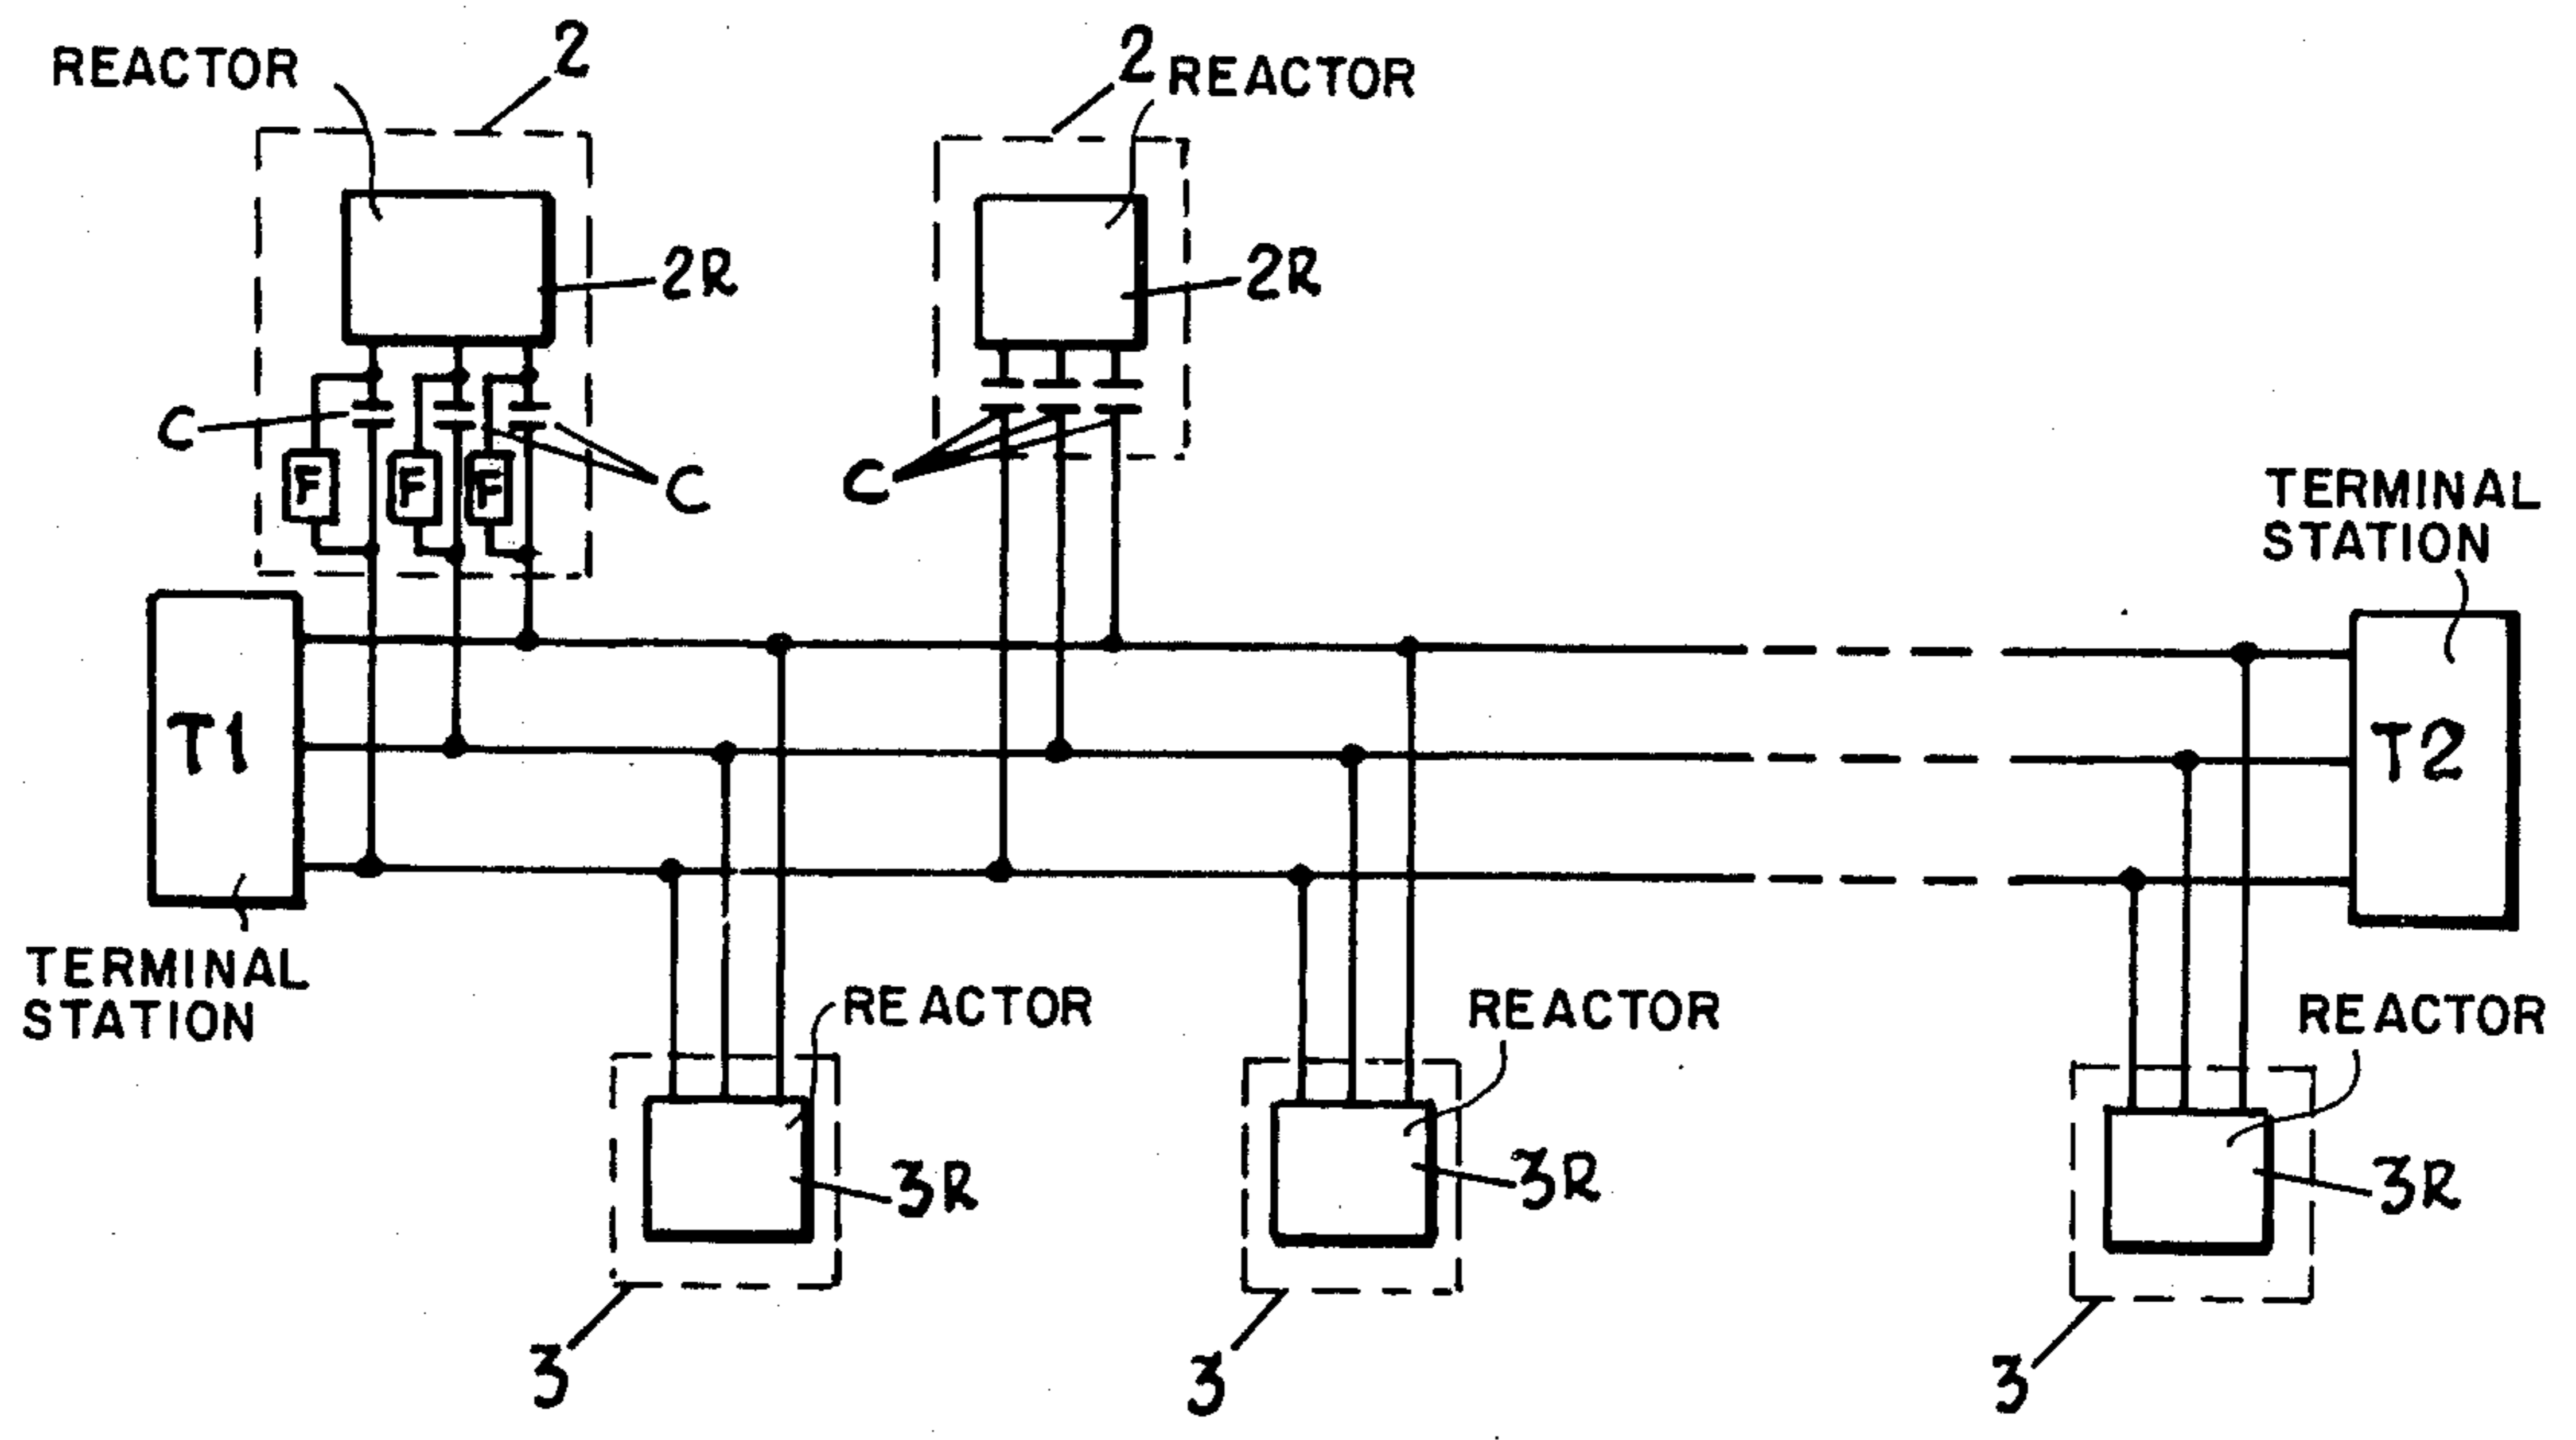 REACTOR
2
2
REACTOR
2R
2R
C
C
C
F
F
F
TERMINAL
STATION
T1
T2
TERMINAL
STATION
REACTOR
REACTOR
REACTOR
3R
3R
3R
3
3
3